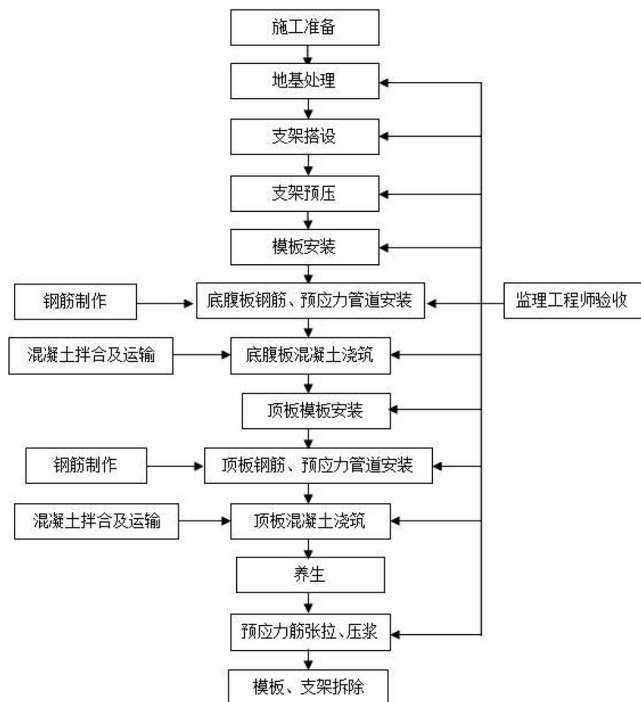 施工准备
地基处理
支架搭设
支架预压
模板安装
钢筋制作
底腹板钢筋、预应力管道安装
监理工程师验收
混凝土拌合及运输
底腹板混凝土浇筑
顶板模板安装
钢筋制作
顶板钢筋、预应力管道安装
混凝土拌合及运输
顶板混凝土浇筑
养生
预应力筋张拉、压浆
模板、支架拆除